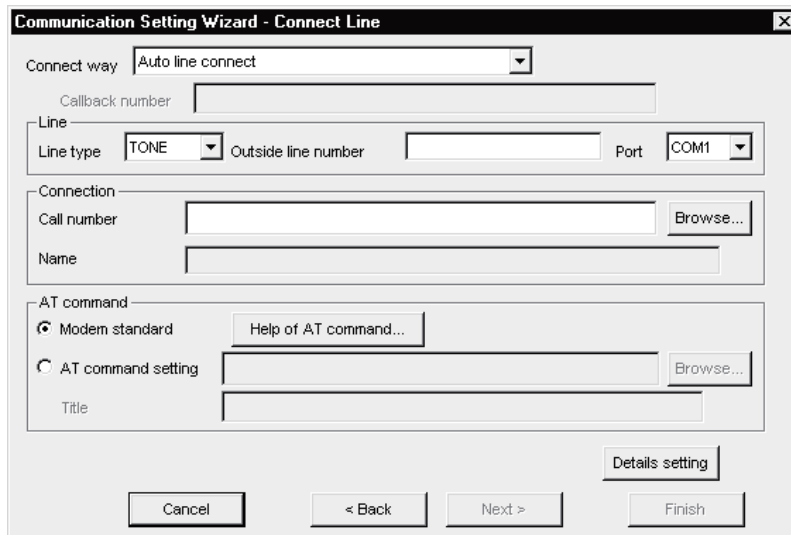 Communication Setting Wizard - Connect Line
Connect way Auto line connect
Callback number
Line
Line type TONE Outside line number Port COM1
Connection
Call number Browse...
Name
AT command
Modem standard Help of AT command...
AT command setting Browse...
Title
Details setting
Cancel < Back Next > Finish